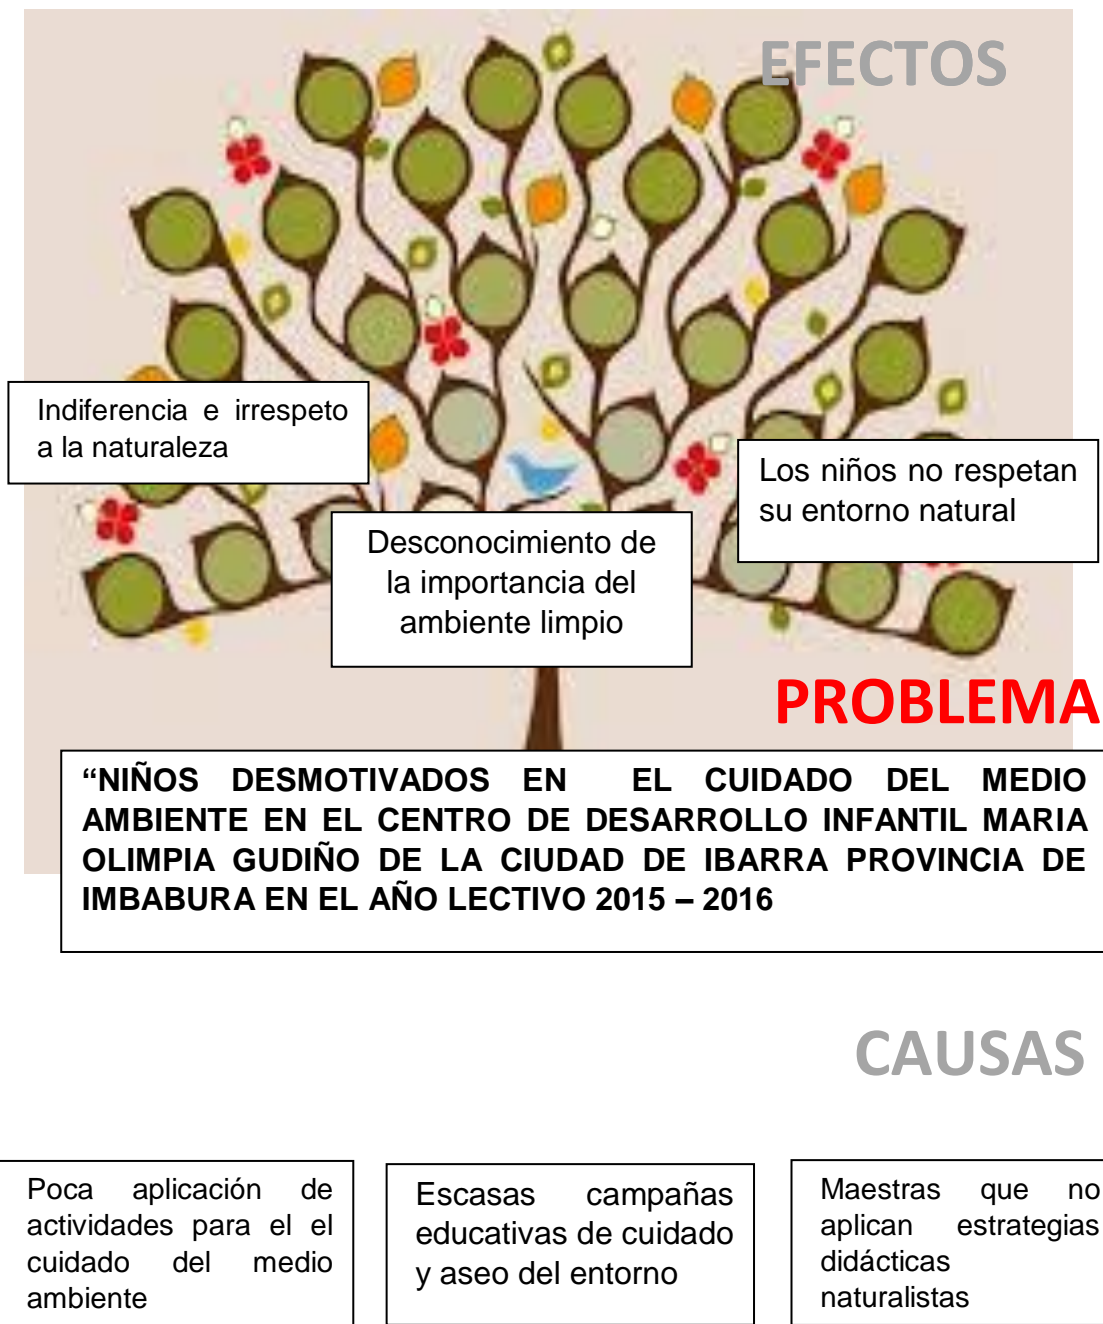 EFECTOS
Indiferencia e irrespeto
a la naturaleza
Los niños no respetan
su entorno natural
Desconocimiento de
la importancia del
ambiente limpio
PROBLEMA
“NIÑOS DESMOTIVADOS EN EL CUIDADO DEL MEDIO
AMBIENTE EN EL CENTRO DE DESARROLLO INFANTIL MARIA
OLIMPIA GUDIÑO DE LA CIUDAD DE IBARRA PROVINCIA DE
IMBABURA EN EL AÑO LECTIVO 2015 – 2016
CAUSAS
Poca aplicación de
actividades para el el
cuidado del medio
ambiente
Escasas campañas
educativas de cuidado
y aseo del entorno
Maestras que no
aplican estrategias
didácticas
naturalistas